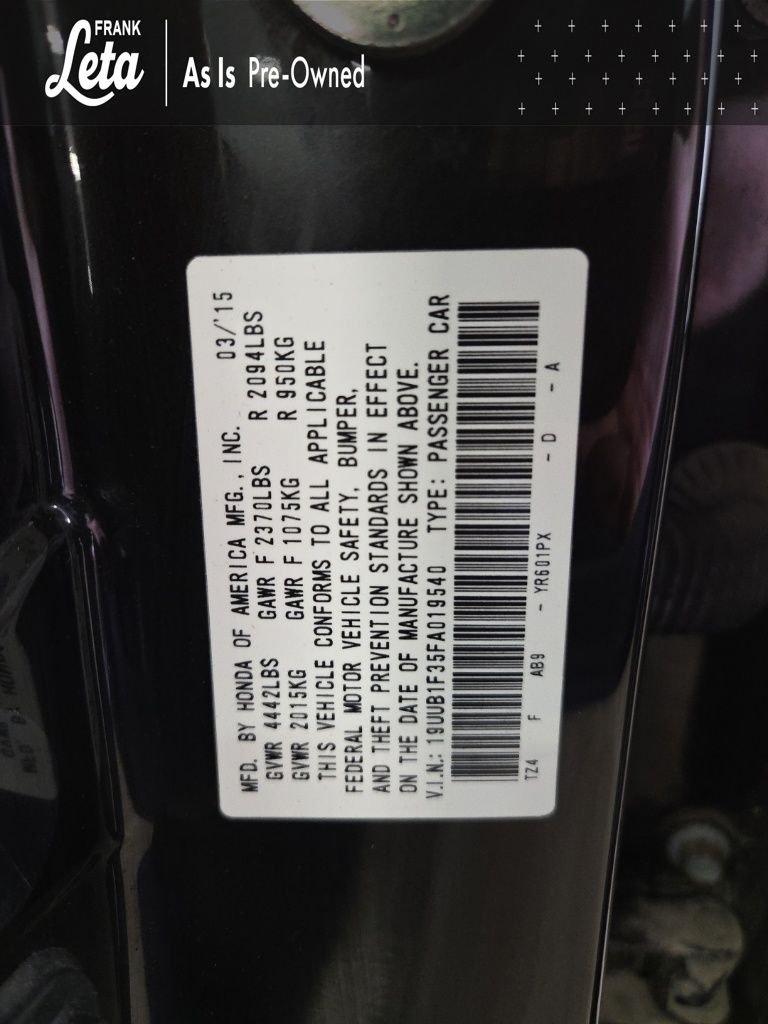 FRANK
Leta
As Is Pre-Owned
MFD. BY HONDA OF AMERICA MFG., INC. 03/'15
GVWR 4442LBS GAWR F 2370LBS R 2094LBS
GVWR 2015KG GAWR F 1075KG R 950KG
THIS VEHICLE CONFORMS TO ALL APPLICABLE
FEDERAL MOTOR VEHICLE SAFETY, BUMPER,
AND THEFT PREVENTION STANDARDS IN EFFECT
ON THE DATE OF MANUFACTURE SHOWN ABOVE.
V.I.N.: 19UUB1F35FA019540 TYPE: PASSENGER CAR
TZ4 F AB9 - YR601PX - D - A